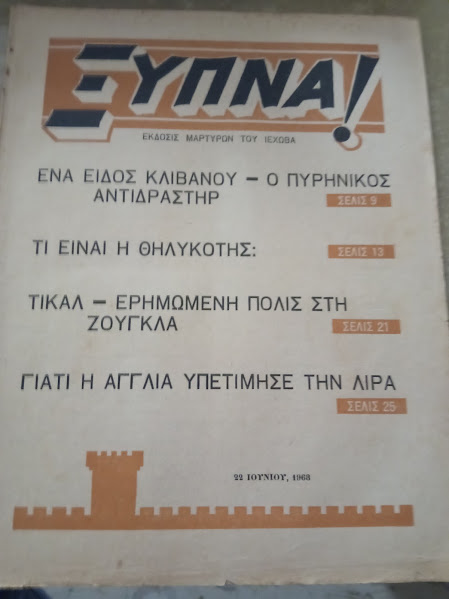 ΞΥΠΝΑ!
ΕΚΔΟΣΙΣ ΜΑΡΤΥΡΩΝ ΤΟΥ ΙΕΧΩΒΑ
ΕΝΑ ΕΙΔΟΣ ΚΛΙΒΑΝΟΥ – Ο ΠΥΡΗΝΙΚΟΣ
ΑΝΤΙΔΡΑΣΤΗΡ
ΣΕΛΙΣ 9
ΤΙ ΕΙΝΑΙ Η ΘΗΛΥΚΟΤΗΣ:
ΣΕΛΙΣ 13
ΤΙΚΑΛ – ΕΡΗΜΩΜΕΝΗ ΠΟΛΙΣ ΣΤΗ
ΖΟΥΓΚΛΑ
ΣΕΛΙΣ 21
ΓΙΑΤΙ Η ΑΓΓΛΙΑ ΥΠΕΤΙΜΗΣΕ ΤΗΝ ΛΙΡΑ
ΣΕΛΙΣ 25
22 ΙΟΥΝΙΟΥ, 1968